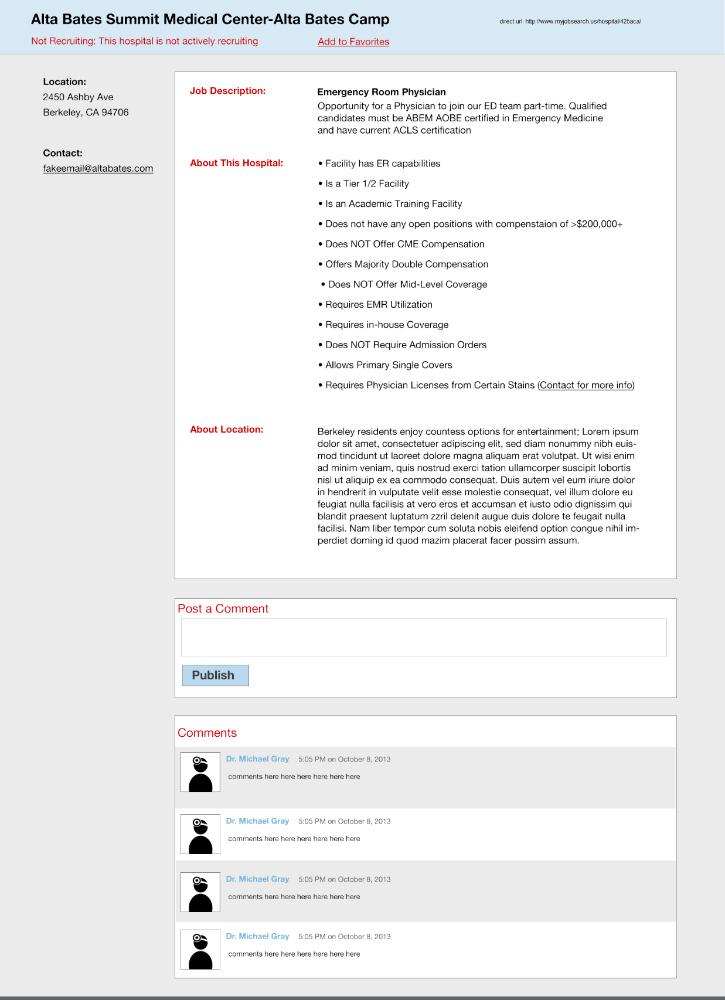 Alta Bates Summit Medical Center-Alta Bates Camp
direct url: http://www.myjobsearch.us/hospital/425aca/
Not Recruiting: This hospital is not actively recruiting
Add to Favorites
Location:
2450 Ashby Ave
Berkeley, CA 94706
Contact:
fakeemail@altabates.com
Job Description:
Emergency Room Physician
Opportunity for a Physician to join our ED team part-time. Qualified
candidates must be ABEM AOBE certified in Emergency Medicine
and have current ACLS certification
About This Hospital:
• Facility has ER capabilities
• Is a Tier 1/2 Facility
• Is an Academic Training Facility
• Does not have any open positions with compenstaion of >$200,000+
• Does NOT Offer CME Compensation
• Offers Majority Double Compensation
• Does NOT Offer Mid-Level Coverage
• Requires EMR Utilization
• Requires in-house Coverage
• Does NOT Require Admission Orders
• Allows Primary Single Covers
• Requires Physician Licenses from Certain Stains (Contact for more info)
About Location:
Berkeley residents enjoy countess options for entertainment; Lorem ipsum
dolor sit amet, consectetuer adipiscing elit, sed diam nonummy nibh euis-
mod tincidunt ut laoreet dolore magna aliquam erat volutpat. Ut wisi enim
ad minim veniam, quis nostrud exerci tation ullamcorper suscipit lobortis
nisl ut aliquip ex ea commodo consequat. Duis autem vel eum iriure dolor
in hendrerit in vulputate velit esse molestie consequat, vel illum dolore eu
feugiat nulla facilisis at vero eros et accumsan et iusto odio dignissim qui
blandit praesent luptatum zzril delenit augue duis dolore te feugait nulla
facilisi. Nam liber tempor cum soluta nobis eleifend option congue nihil im-
perdiet doming id quod mazim placerat facer possim assum.
Post a Comment
Publish
Comments
Dr. Michael Gray 5:05 PM on October 8, 2013
comments here here here here here here
Dr. Michael Gray 5:05 PM on October 8, 2013
comments here here here here here here
Dr. Michael Gray 5:05 PM on October 8, 2013
comments here here here here here here
Dr. Michael Gray 5:05 PM on October 8, 2013
comments here here here here here here